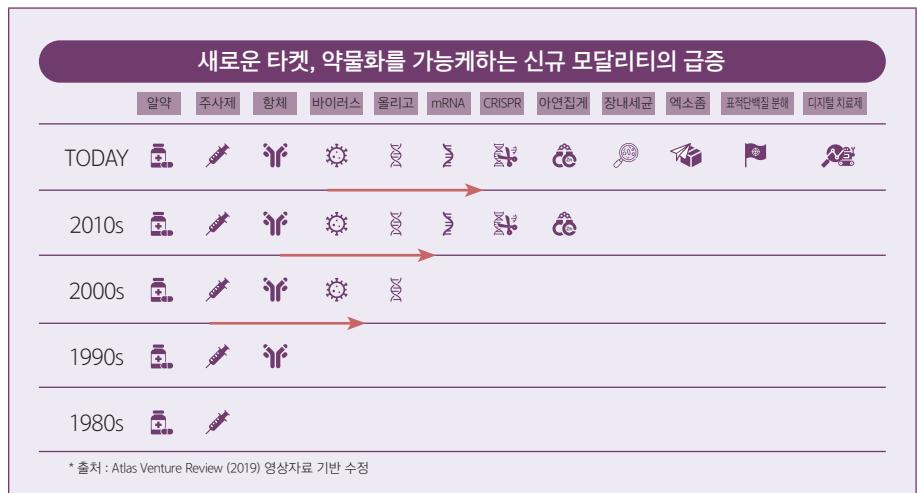 새로운 타켓, 약물화를 가능케하는 신규 모달리티의 급증
알약 주사제 항체 바이러스 올리고 mRNA CRISPR 아연집게 장내세균 엑소좀 표적단백질 분해 디지털 치료제
TODAY
2010s
2000s
1990s
1980s
* 출처 : Atlas Venture Review (2019) 영상자료 기반 수정